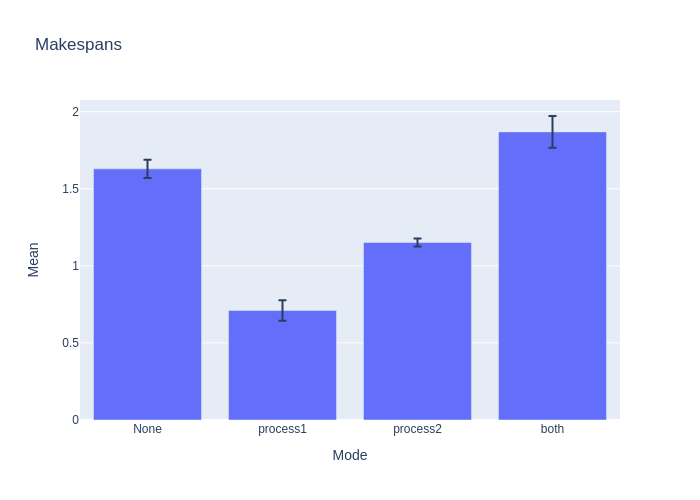 Makespans
2
1.5
1
0.5
0
Mean
None
process1
process2
both
Mode